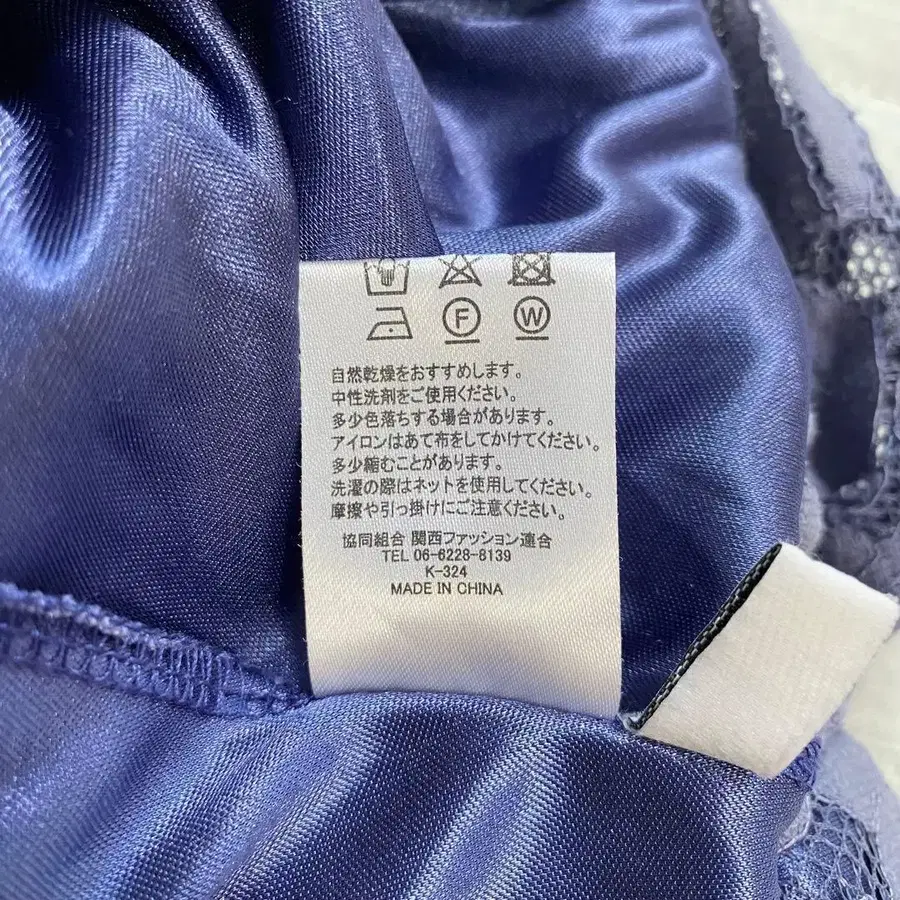 F W
自然乾燥をおすすめします。
中性洗剤をご使用ください。
多少色落ちする場合があります。
アイロンはあて布をしてかけてください。
多少縮むことがあります。
洗濯の際はネットを使用してください。
摩擦や引っ掛けにご注意ください。
協同組合 関西ファッション連合
TEL 06-6228-8139
K-324
MADE IN CHINA